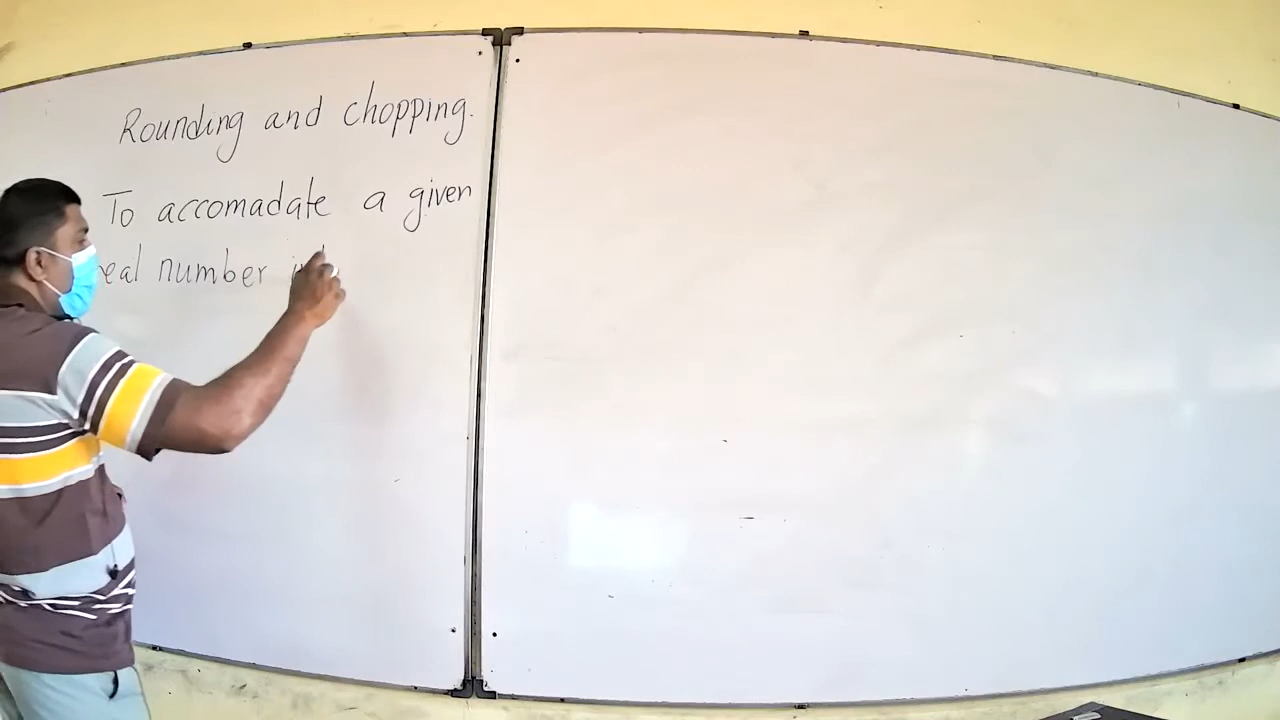 Rounding and chopping.
To accomadate a given
real number